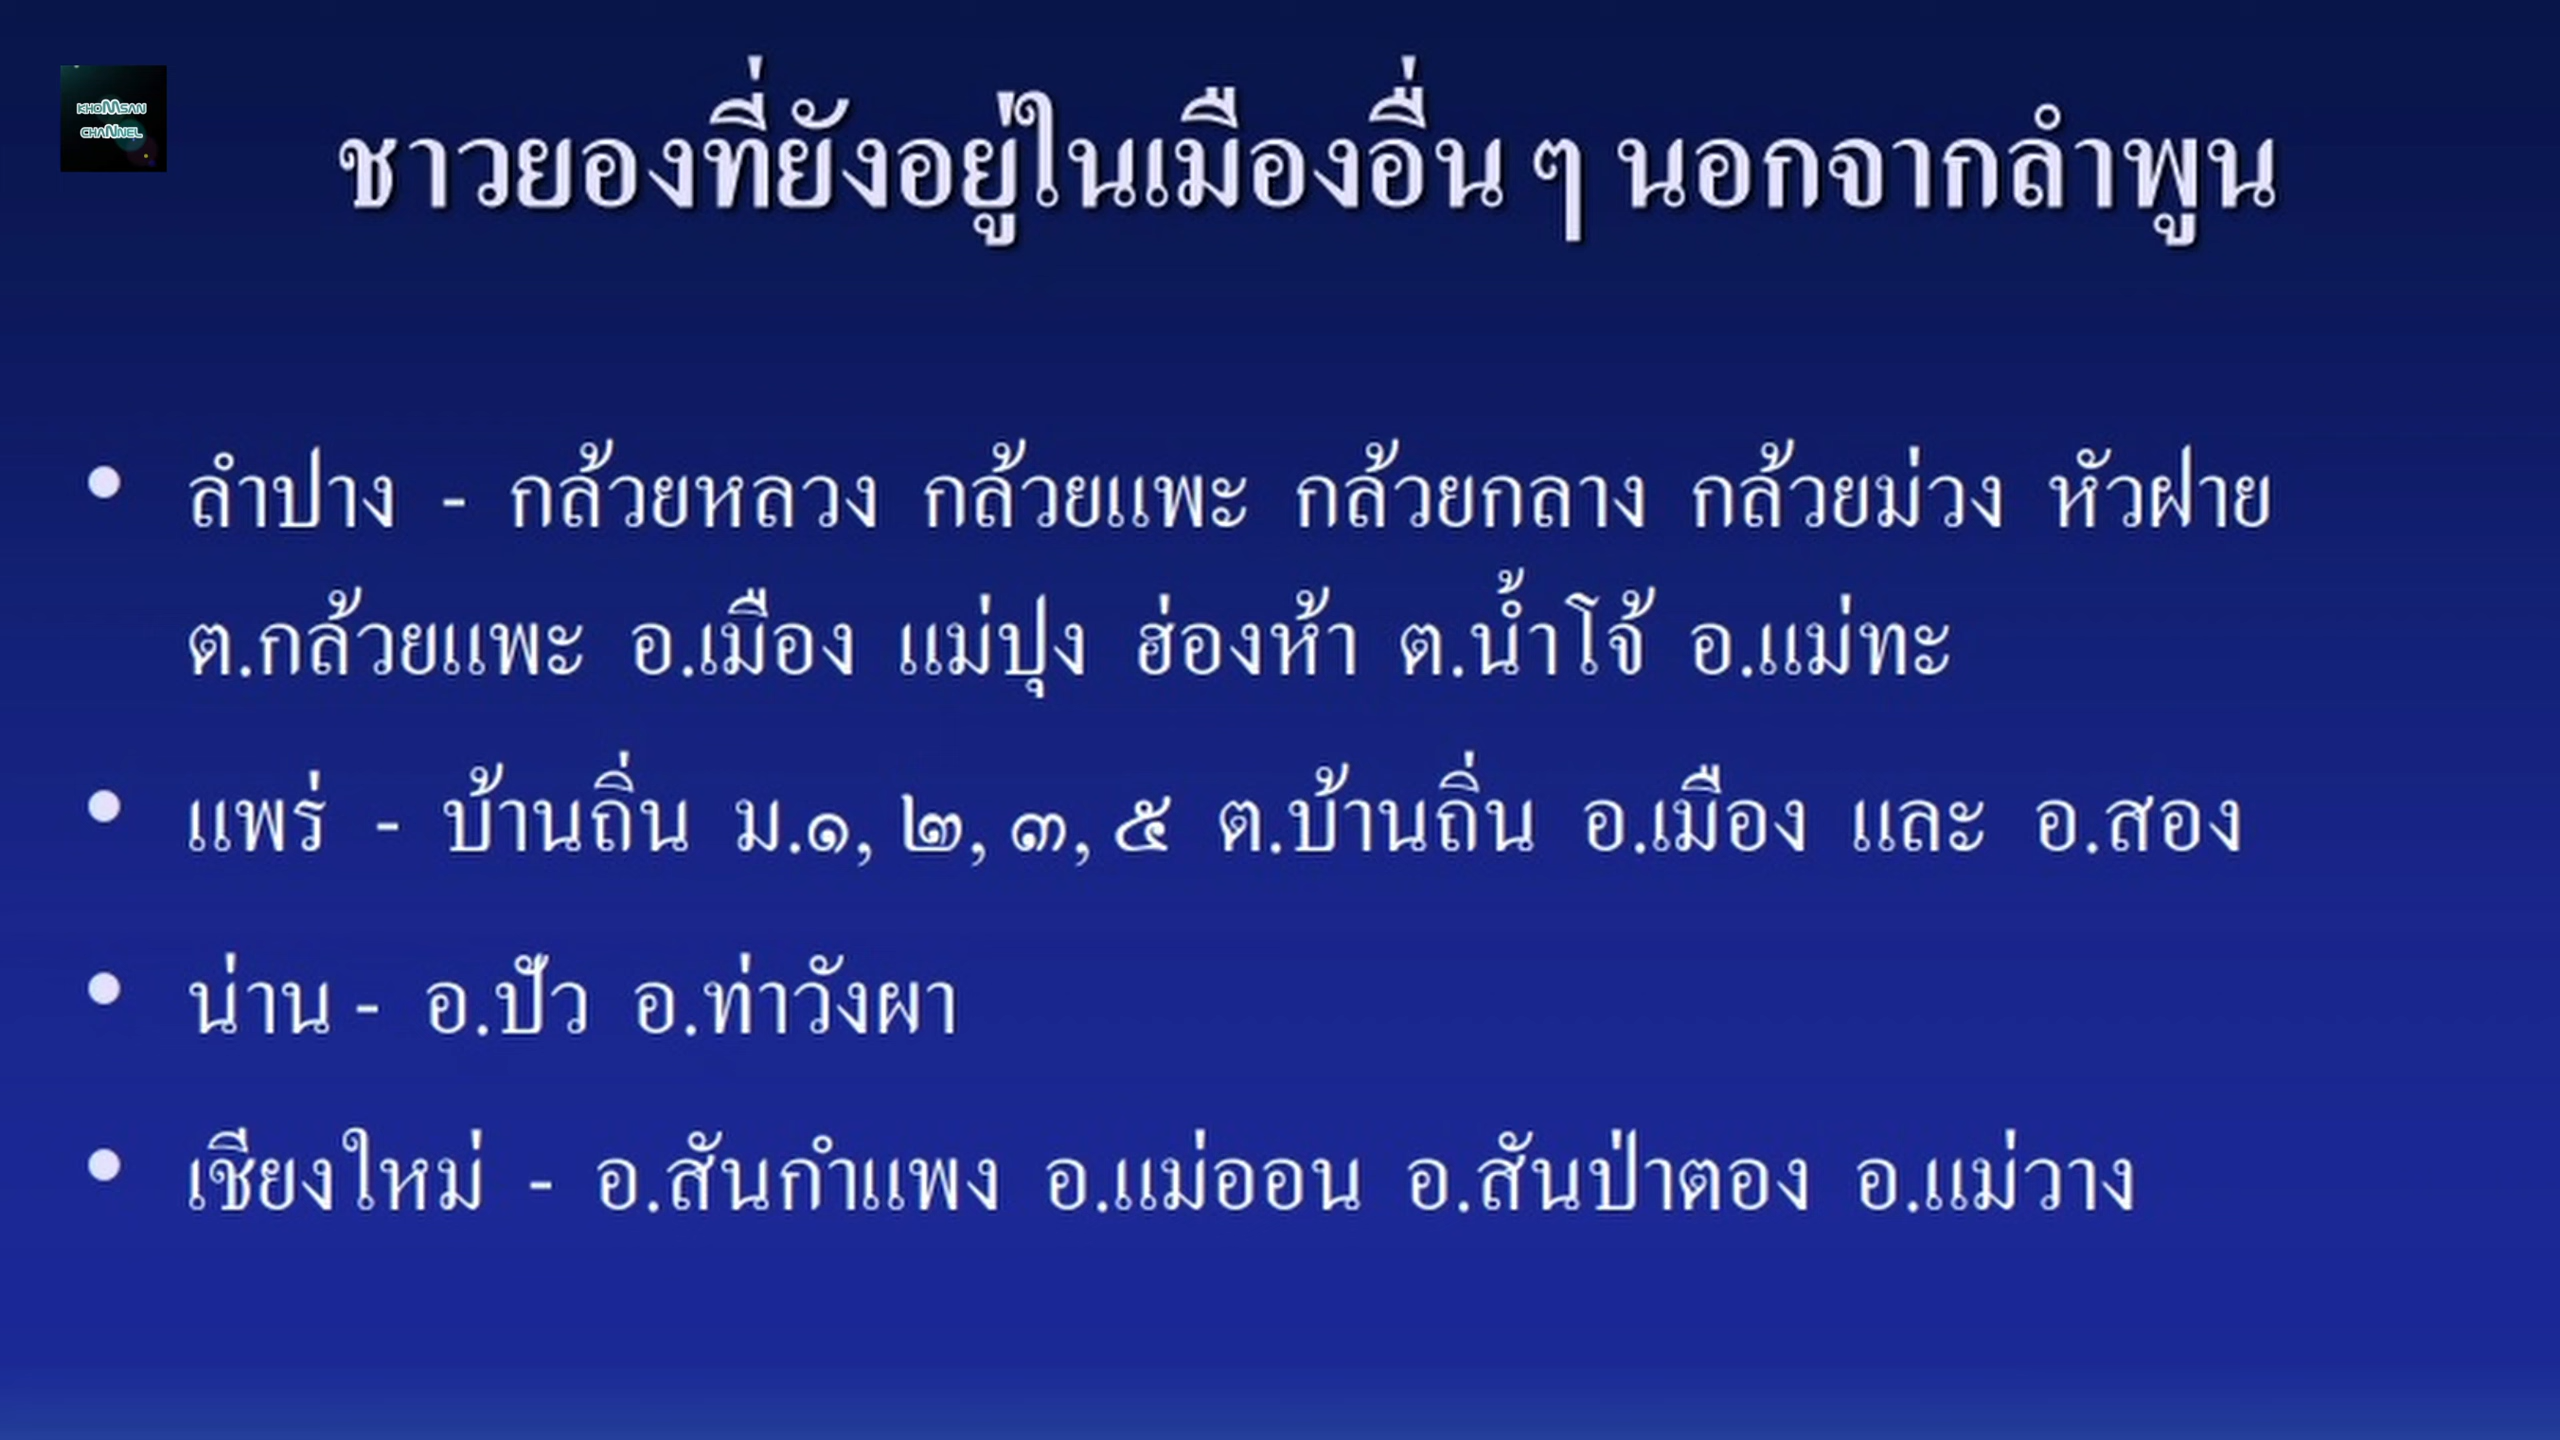 KHOMSAN
CHANNEL
ชาวยองที่ยังอยู่ในเมืองอื่น ๆ นอกจากลำพูน
• ลำปาง - กล้วยหลวง กล้วยแพะ กล้วยกลาง กล้วยม่วง หัวฝาย
ต.กล้วยแพะ อ.เมือง แม่ปุง ฮ่องห้า ต.น้ำโจ้ อ.แม่ทะ
• แพร่ - บ้านถิ่น ม.๑, ๒, ๓, ๕ ต.บ้านถิ่น อ.เมือง และ อ.สอง
• น่าน - อ.ปัว อ.ท่าวังผา
• เชียงใหม่ - อ.สันกำแพง อ.แม่ออน อ.สันป่าตอง อ.แม่วาง